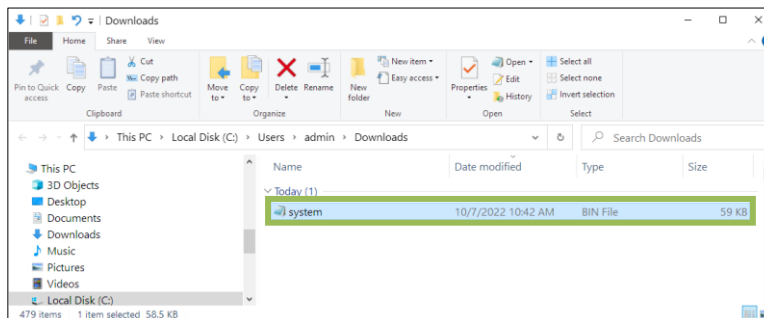 Downloads
File Home Share View
Pin to Quick access Copy Paste Cut Copy path Paste shortcut Move to Copy to Delete Rename New folder New item Easy access Properties Open Edit History Select all Select none Invert selection
Clipboard Organize New Open Select
This PC > Local Disk (C:) > Users > admin > Downloads Search Downloads
Name Date modified Type Size
This PC
3D Objects
Desktop
Documents
Downloads
Music
Pictures
Videos
Local Disk (C:)
Today (1)
system 10/7/2022 10:42 AM BIN File 59 KB
479 items 1 item selected 58.5 KB